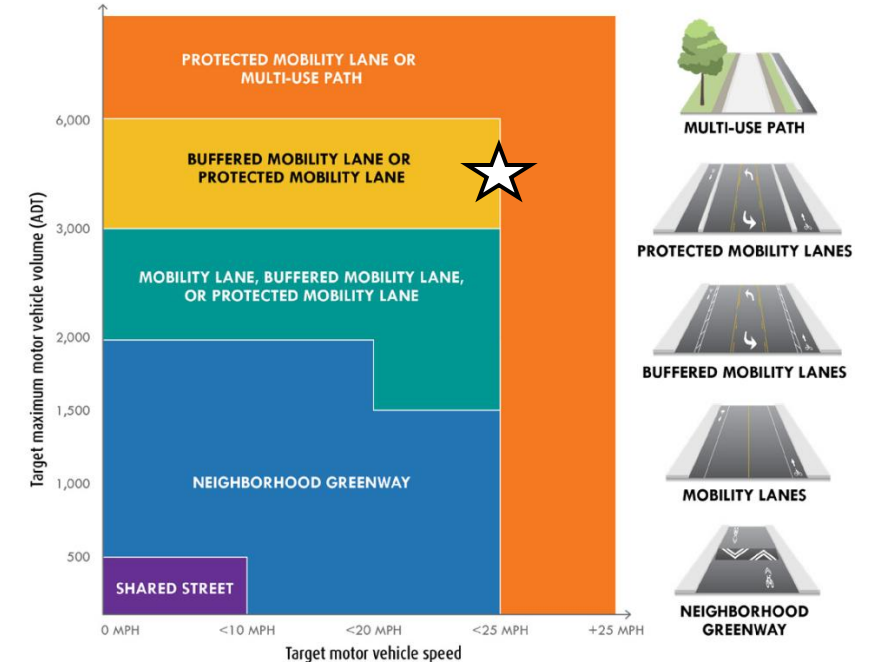 PROTECTED MOBILITY LANE OR
MULTI-USE PATH
BUFFERED MOBILITY LANE OR
PROTECTED MOBILITY LANE
MOBILITY LANE, BUFFERED MOBILITY LANE,
OR PROTECTED MOBILITY LANE
NEIGHBORHOOD GREENWAY
SHARED STREET
Target maximum motor vehicle volume (ADT)
6,000
3,000
2,000
1,500
1,000
500
0 MPH
<10 MPH
<20 MPH
<25 MPH
+25 MPH
Target motor vehicle speed
MULTI-USE PATH
PROTECTED MOBILITY LANES
BUFFERED MOBILITY LANES
MOBILITY LANES
NEIGHBORHOOD
GREENWAY